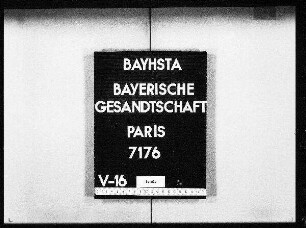 BAYHSTA
BAYERISCHE
GESANDTSCHAFT
PARIS
7176
V-16